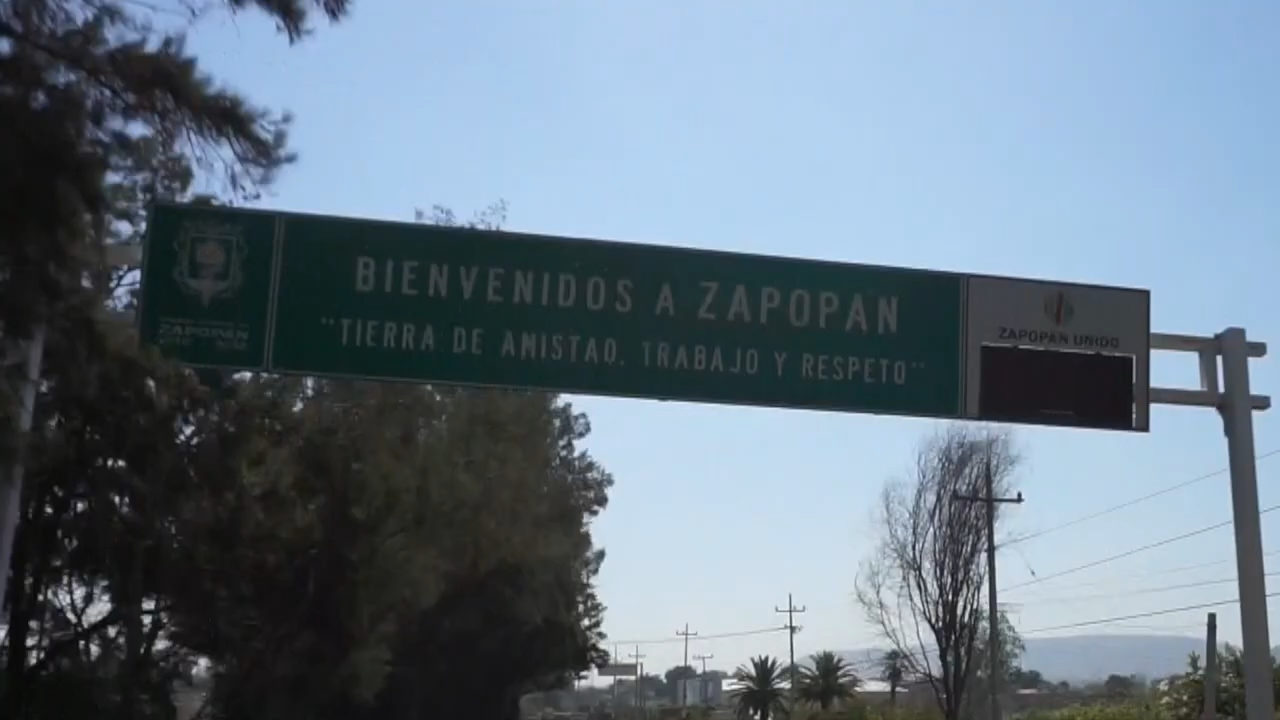 ZAPOPAN
BIENVENIDOS A ZAPOPAN
"TIERRA DE AMISTAD, TRABAJO Y RESPETO"
ZAPOPAN UNIDO